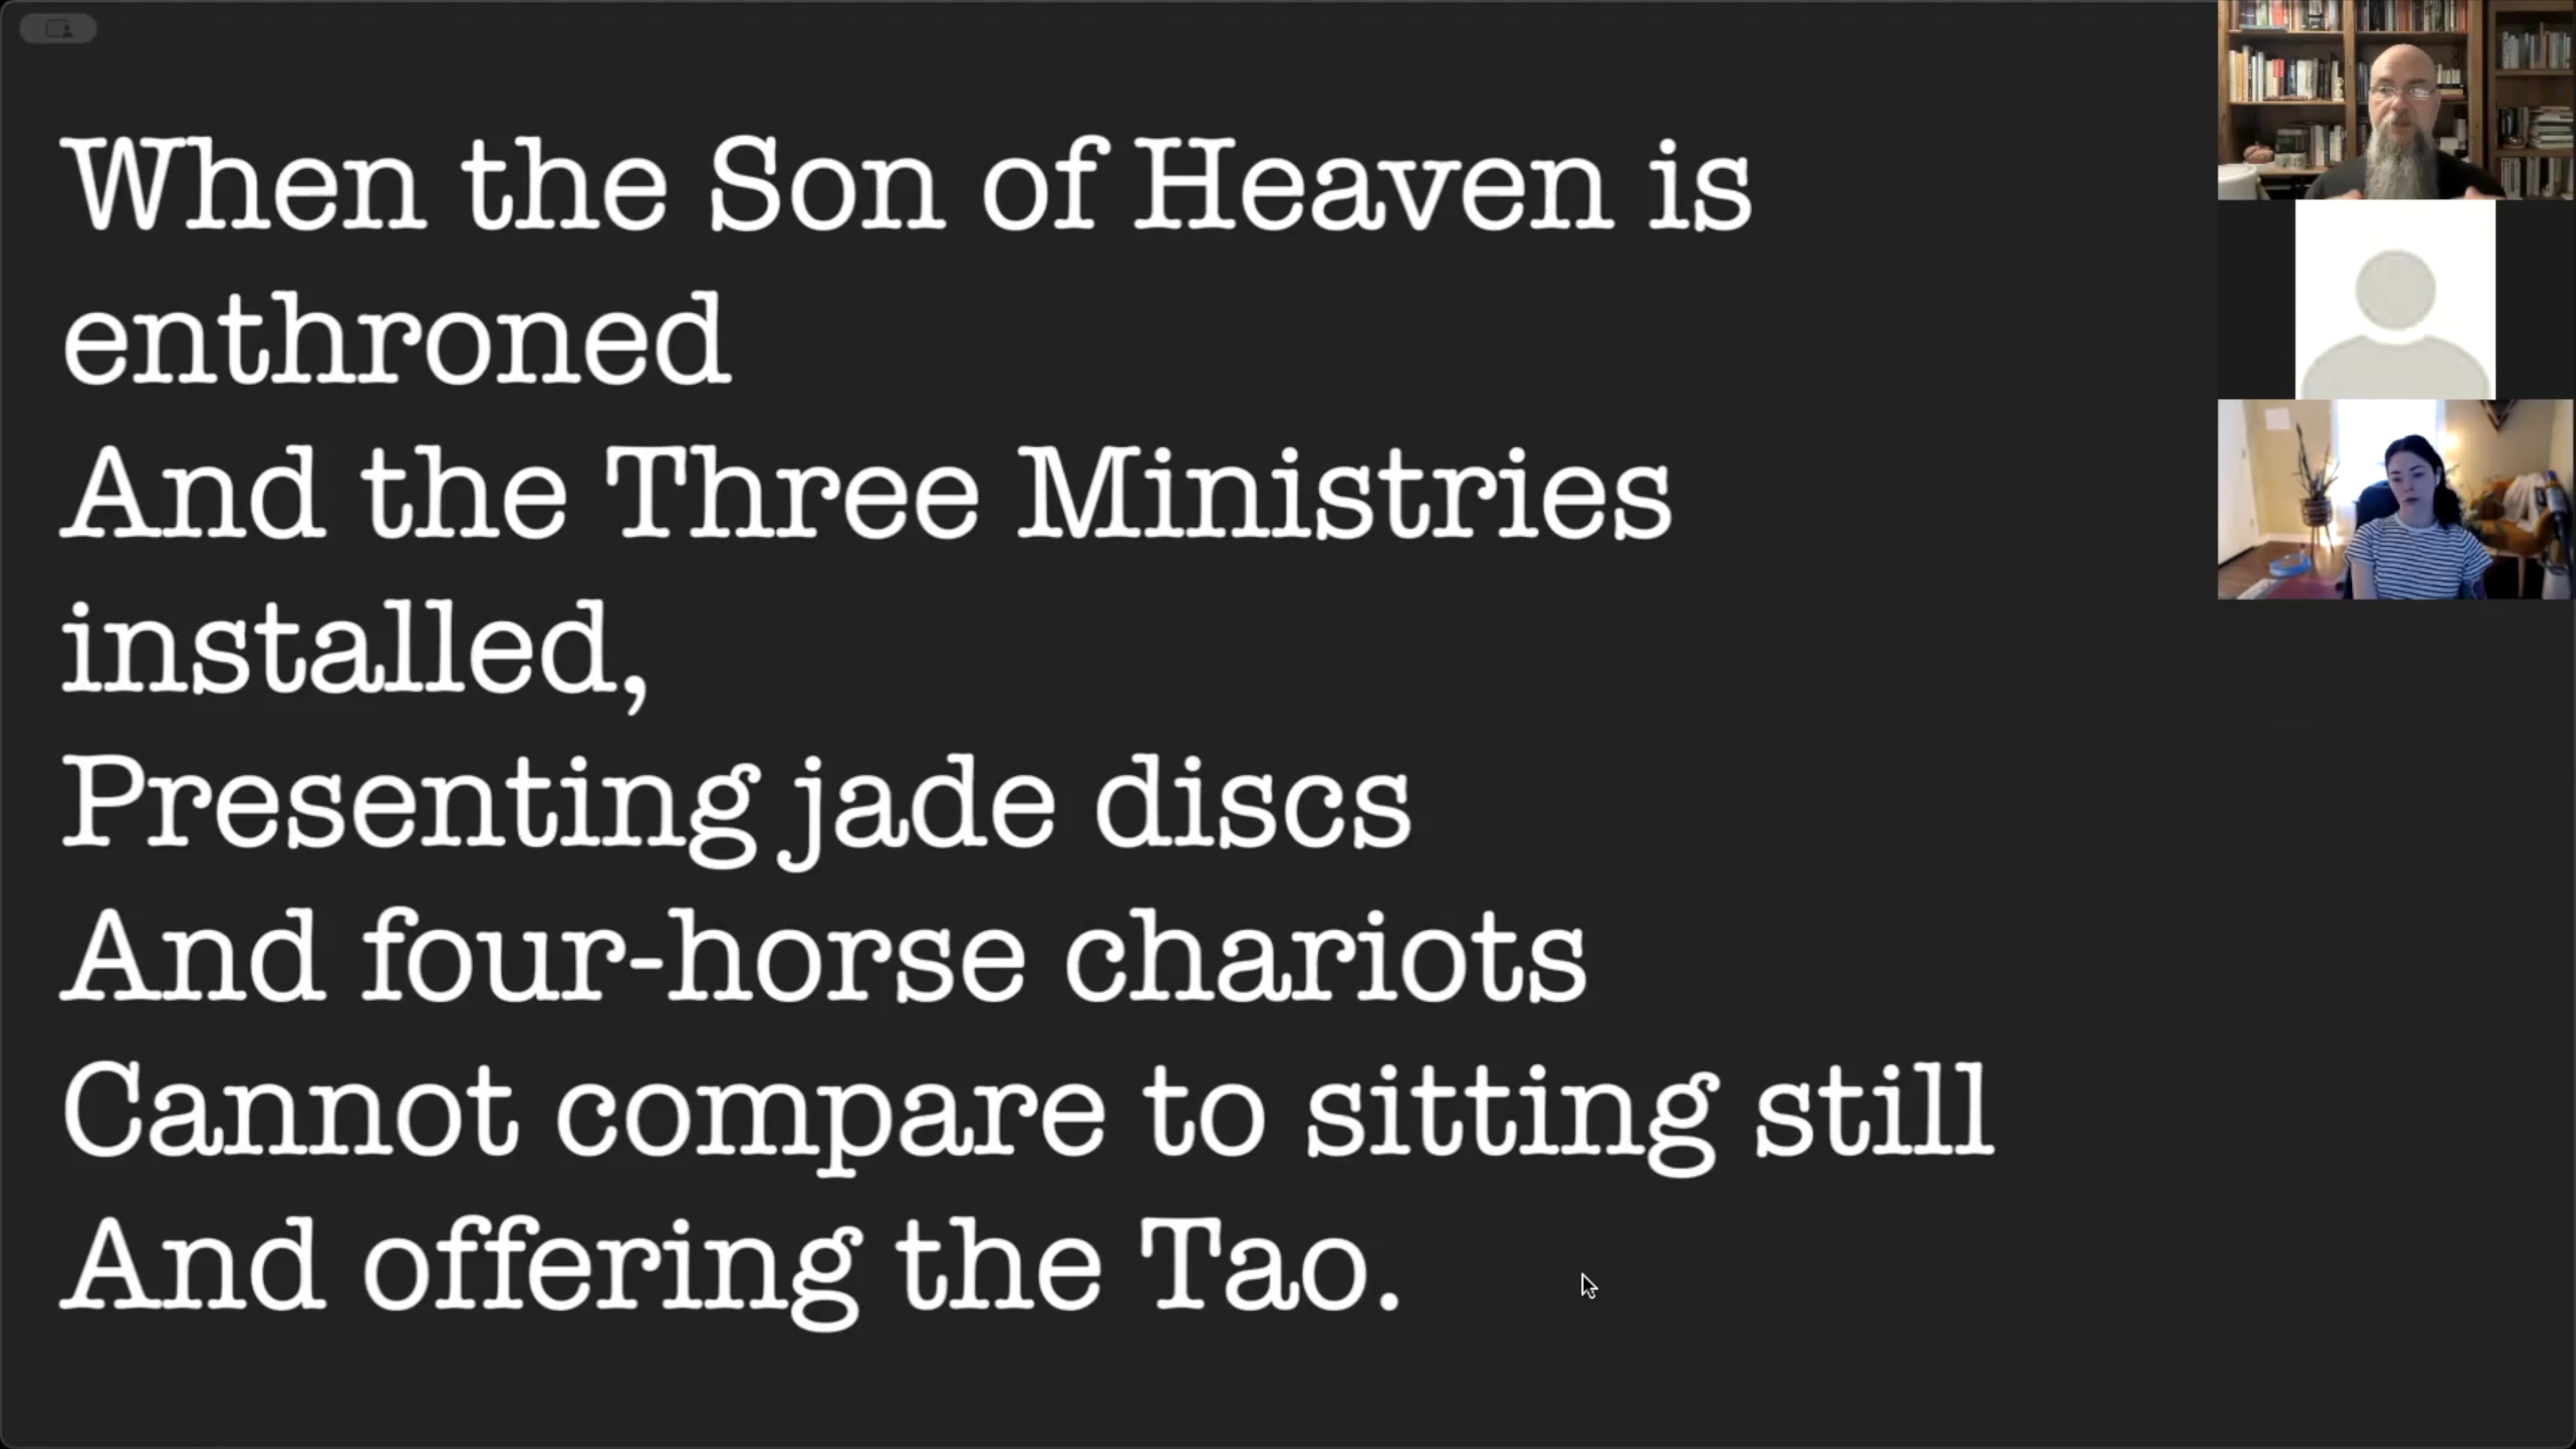 When the Son of Heaven is
enthroned
And the Three Ministries
installed,
Presenting jade discs
And four-horse chariots
Cannot compare to sitting still
And offering the Tao.